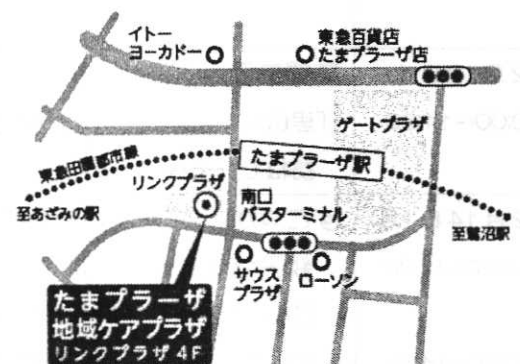 イトー
ヨーカドー
東急百貨店
たまプラーザ店
ゲートプラザ
東急田園都市線
たまプラーザ駅
リンクプラザ
至あざみの駅
南口
バスターミナル
至鷺沼駅
サウス
プラザ
ローソン
たまプラーザ
地域ケアプラザ
リンクプラザ 4F